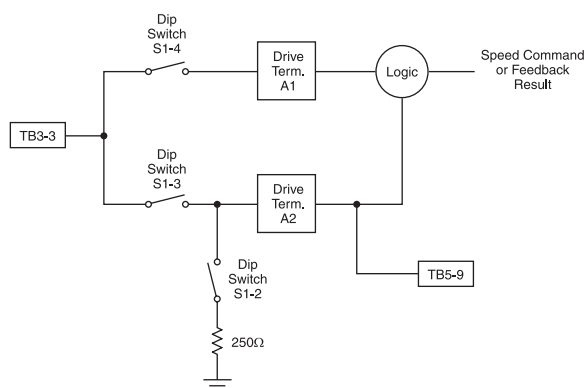 Dip
Switch
S1-4
Drive
Term.
A1
Logic
Speed Command
or Feedback
Result
TB3-3
Dip
Switch
S1-3
Drive
Term.
A2
TB5-9
Dip
Switch
S1-2
250Ω